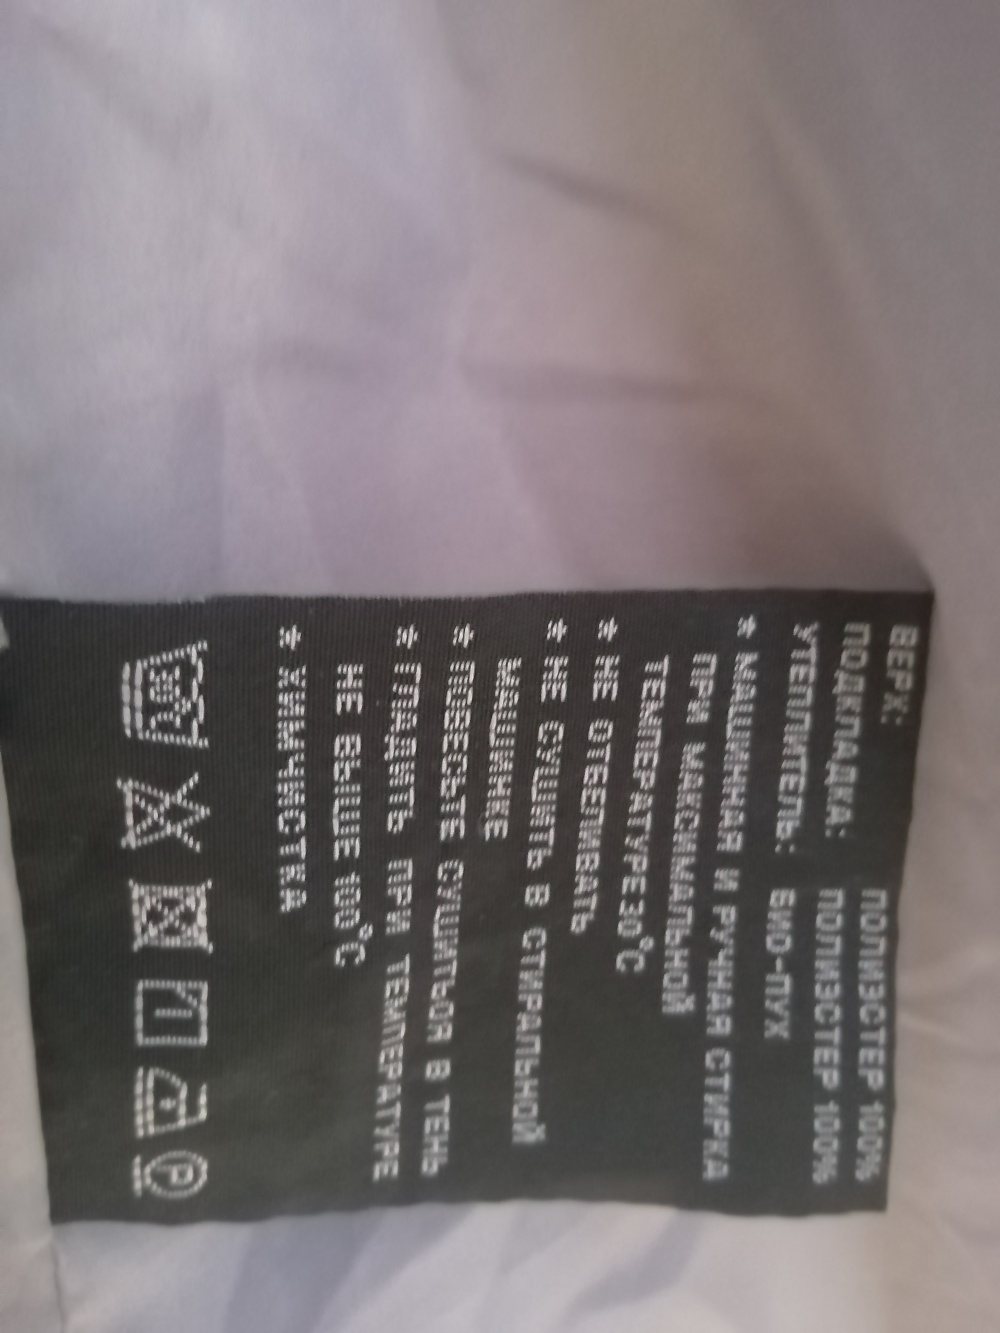 ВЕРХ: ПОЛИЭСТЕР 100%
ПОДКЛАДКА: ПОЛИЭСТЕР 100%
УТЕПЛИТЕЛЬ: БИО-ПУХ
* МАШИННАЯ И РУЧНАЯ СТИРКА
ПРИ МАКСИМАЛЬНОЙ
ТЕМПЕРАТУРЕ30°C
* НЕ ОТБЕЛИВАТЬ
* НЕ СУШИТЬ В СТИРАЛЬНОЙ
МАШИНКЕ
* ПОВЕСЬТЕ СУШИТЬСЯ В ТЕНЬ
* ГЛАДИТЬ ПРИ ТЕМПЕРАТУРЕ
НЕ ВЫШЕ 100°C
* ХИМЧИСТКА
P